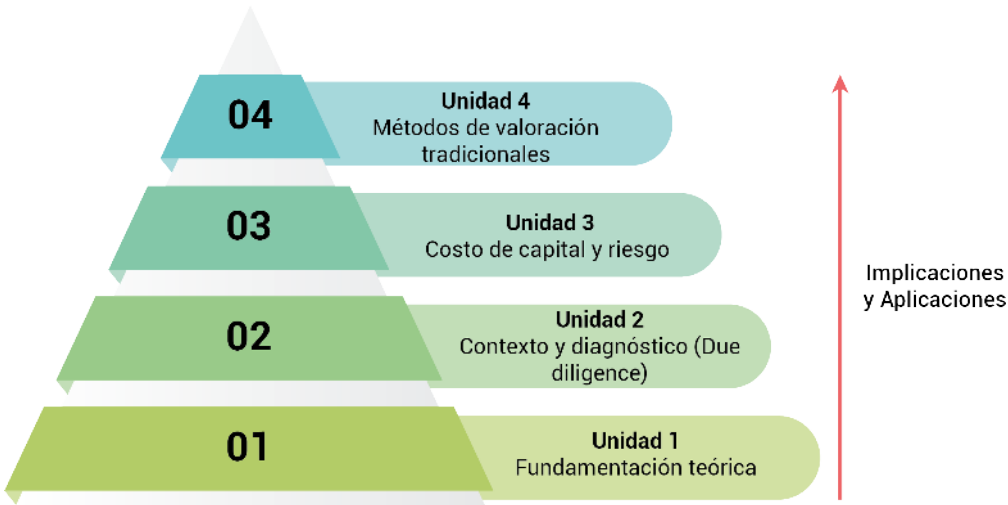 04
Unidad 4
Métodos de valoración
tradicionales
03
Unidad 3
Costo de capital y riesgo
02
Unidad 2
Contexto y diagnóstico (Due
diligence)
01
Unidad 1
Fundamentación teórica
Implicaciones
y Aplicaciones